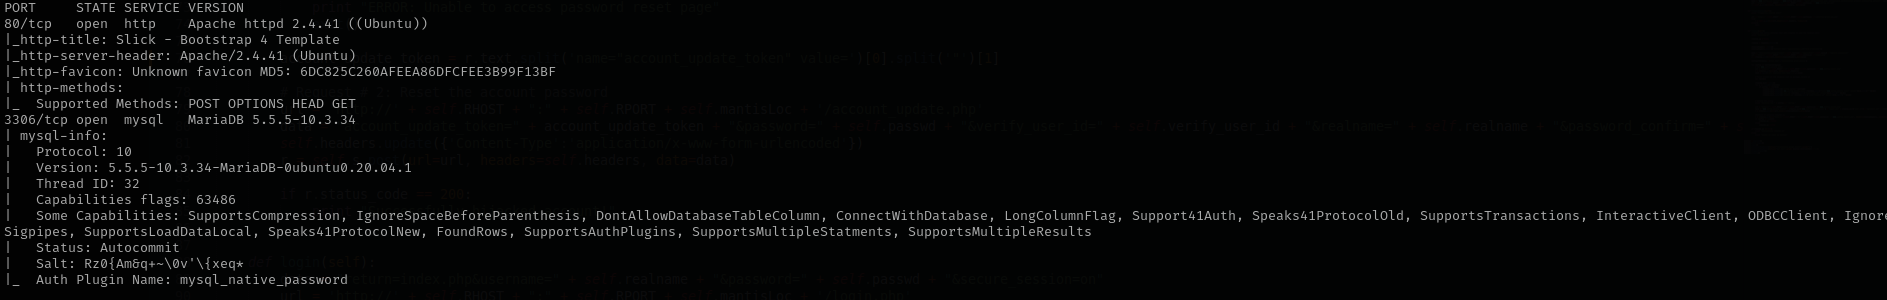 PORT     STATE SERVICE VERSION
80/tcp   open  http    Apache httpd 2.4.41 ((Ubuntu))
|_http-title: Slick - Bootstrap 4 Template
|_http-server-header: Apache/2.4.41 (Ubuntu)
|_http-favicon: Unknown favicon MD5: 6DC825C260AFEEA86DFCFEE3B99F13BF
| http-methods:
|_  Supported Methods: POST OPTIONS HEAD GET
3306/tcp open  mysql   MariaDB 5.5.5-10.3.34
| mysql-info:
|   Protocol: 10
|   Version: 5.5.5-10.3.34-MariaDB-0ubuntu0.20.04.1
|   Thread ID: 32
|   Capabilities flags: 63486
|   Some Capabilities: SupportsCompression, IgnoreSpaceBeforeParenthesis, DontAllowDatabaseTableColumn, ConnectWithDatabase, LongColumnFlag, Support41Auth, Speaks41ProtocolOld, SupportsTransactions, InteractiveClient, ODBCClient, Ignore
Sigpipes, SupportsLoadDataLocal, Speaks41ProtocolNew, FoundRows, SupportsAuthPlugins, SupportsMultipleStatments, SupportsMultipleResults
|   Status: Autocommit
|   Salt: Rz0{Am&q+~\0v'\{xeq*
|_  Auth Plugin Name: mysql_native_password